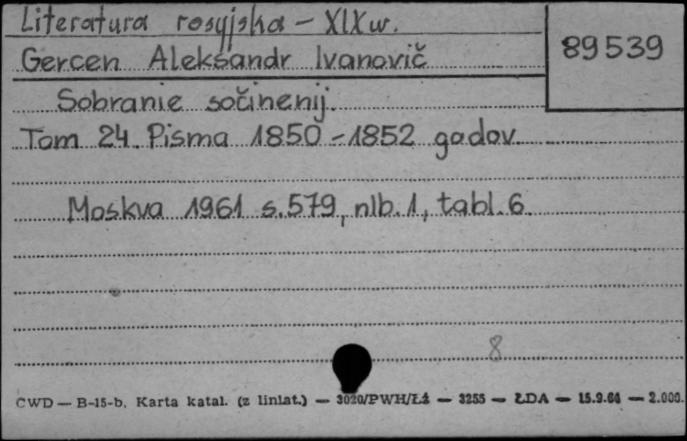 Literatura rosyjska – XIX w.
Gercen Aleksandr Ivanovič
89539
Sobranie sočinenij.
Tom 24. Pisma 1850 - 1852 godov
Moskva 1961 s. 579, nlb. 1, tabl. 6.
8
CWD — B-15-b. Karta katal. (z liniat.) — 3020/PWH/Łż — 3255 — ŁDA — 15.9.66 — 2.000.